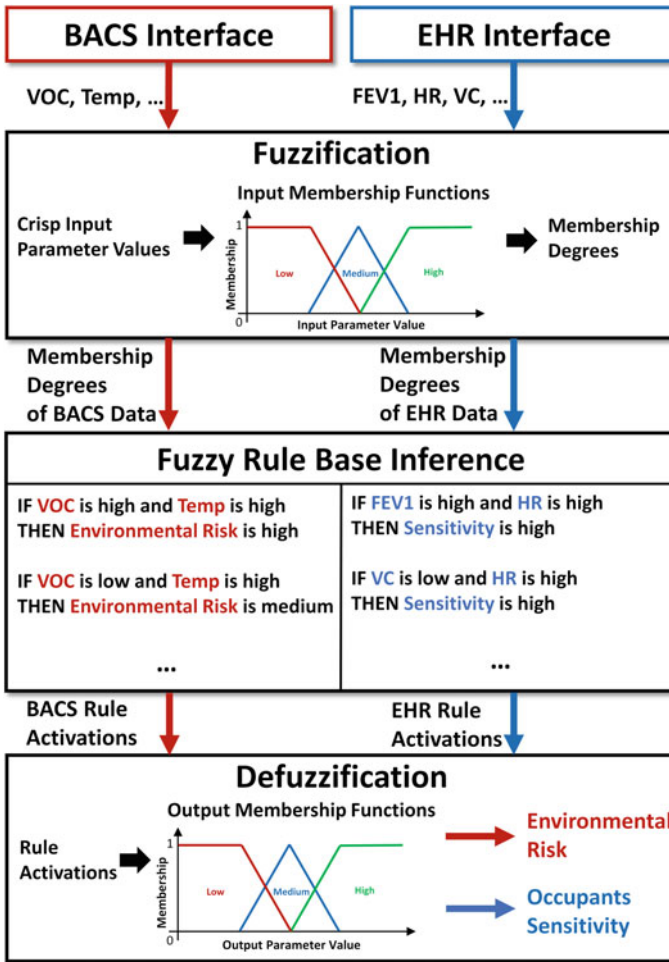 BACS Interface
EHR Interface
VOC, Temp, ...
FEV1, HR, VC, ...
Fuzzification
Input Membership Functions
Crisp Input
Parameter Values
Membership
1
0
Low
Medium
High
Input Parameter Value
Membership
Degrees
Membership
Degrees
of BACS Data
Membership
Degrees
of EHR Data
Fuzzy Rule Base Inference
IF VOC is high and Temp is high
THEN Environmental Risk is high
IF VOC is low and Temp is high
THEN Environmental Risk is medium
...
IF FEV1 is high and HR is high
THEN Sensitivity is high
IF VC is low and HR is high
THEN Sensitivity is high
...
BACS Rule
Activations
EHR Rule
Activations
Defuzzification
Output Membership Functions
Rule
Activations
Membership
1
0
Low
Medium
High
Output Parameter Value
Environmental
Risk
Occupants
Sensitivity